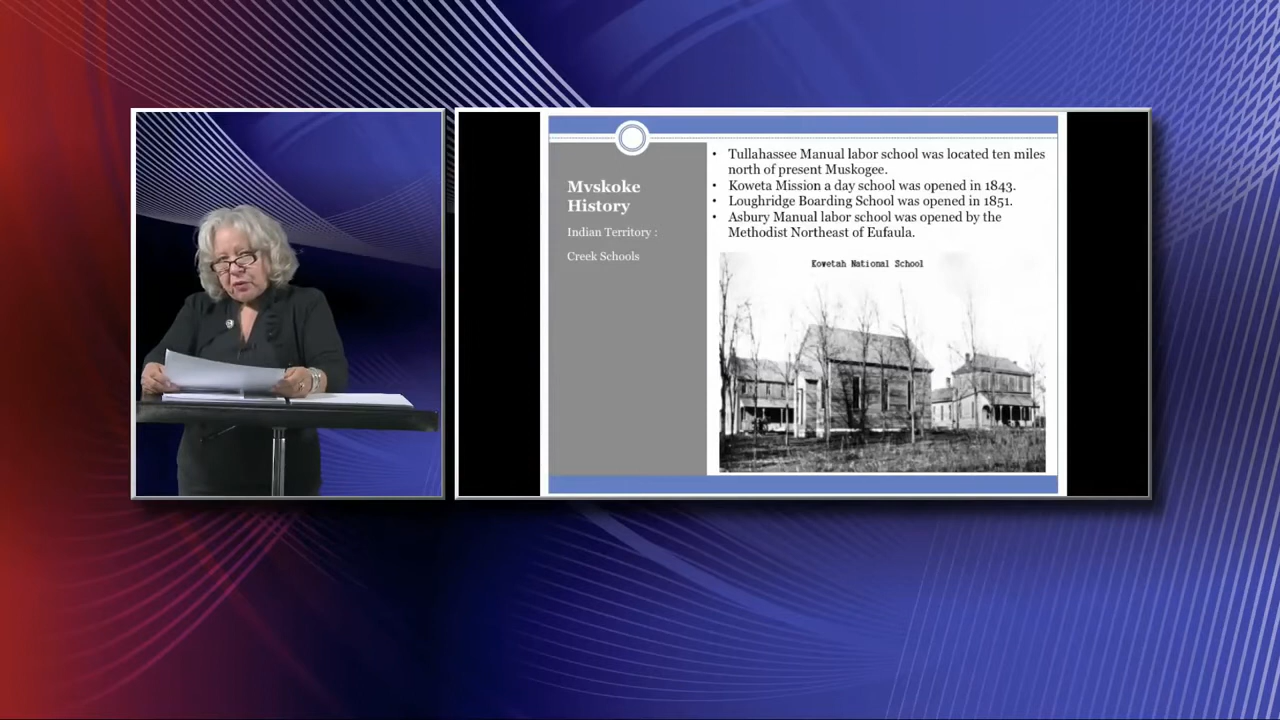 Mvskoke
History
Indian Territory :
Creek Schools
• Tullahassee Manual labor school was located ten miles
north of present Muskogee.
• Koweta Mission a day school was opened in 1843.
• Loughridge Boarding School was opened in 1851.
• Asbury Manual labor school was opened by the
Methodist Northeast of Eufaula.
Kowetah National School